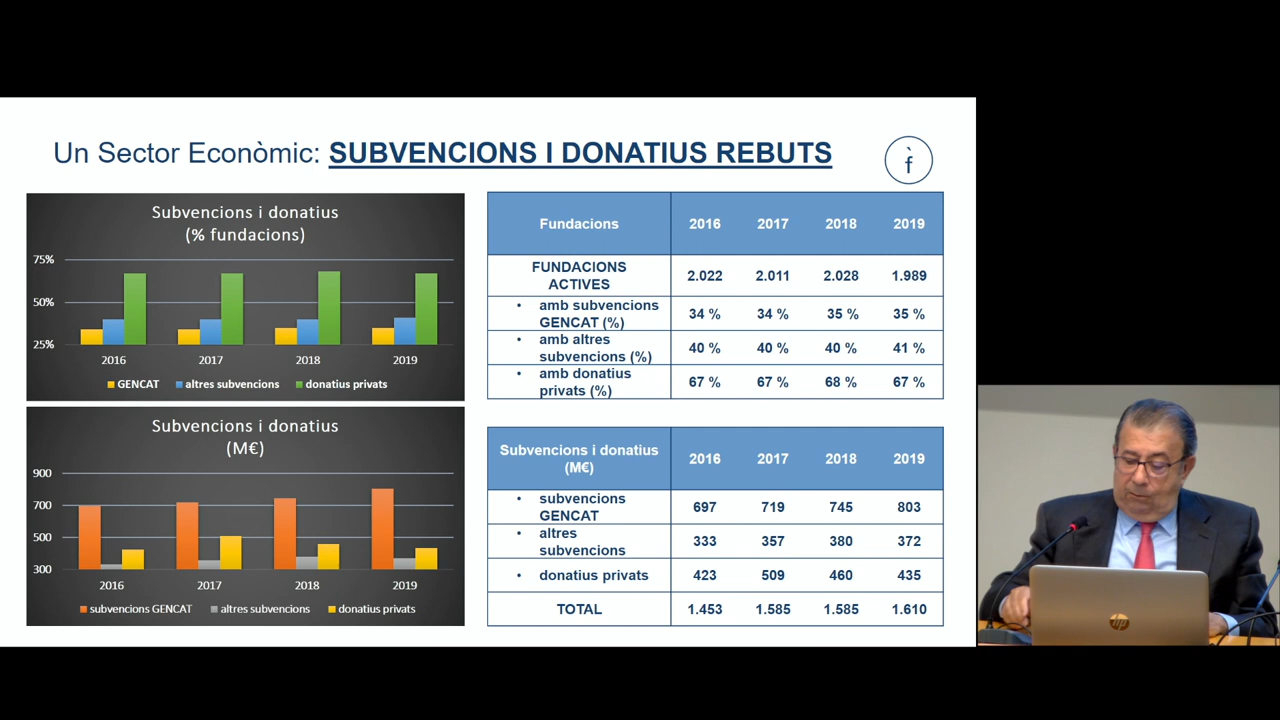 Un Sector Econòmic: SUBVENCIONS I DONATIUS REBUTS
f̀
Subvencions i donatius
(% fundacions)
75%
50%
25%
2016 2017 2018 2019
GENCAT altres subvencions donatius privats
Subvencions i donatius
(M€)
900
700
500
300
2016 2017 2018 2019
subvencions GENCAT altres subvencions donatius privats
Fundacions 2016 2017 2018 2019
FUNDACIONS
ACTIVES 2.022 2.011 2.028 1.989
• amb subvencions
GENCAT (%) 34 % 34 % 35 % 35 %
• amb altres
subvencions (%) 40 % 40 % 40 % 41 %
• amb donatius
privats (%) 67 % 67 % 68 % 67 %
Subvencions i donatius
(M€) 2016 2017 2018 2019
• subvencions
GENCAT 697 719 745 803
• altres
subvencions 333 357 380 372
• donatius privats 423 509 460 435
TOTAL 1.453 1.585 1.585 1.610
hp